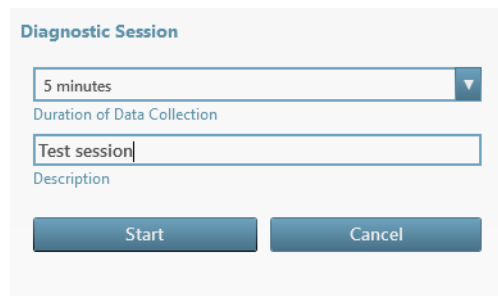 Diagnostic Session
5 minutes
Duration of Data Collection
Test session
Description
Start Cancel